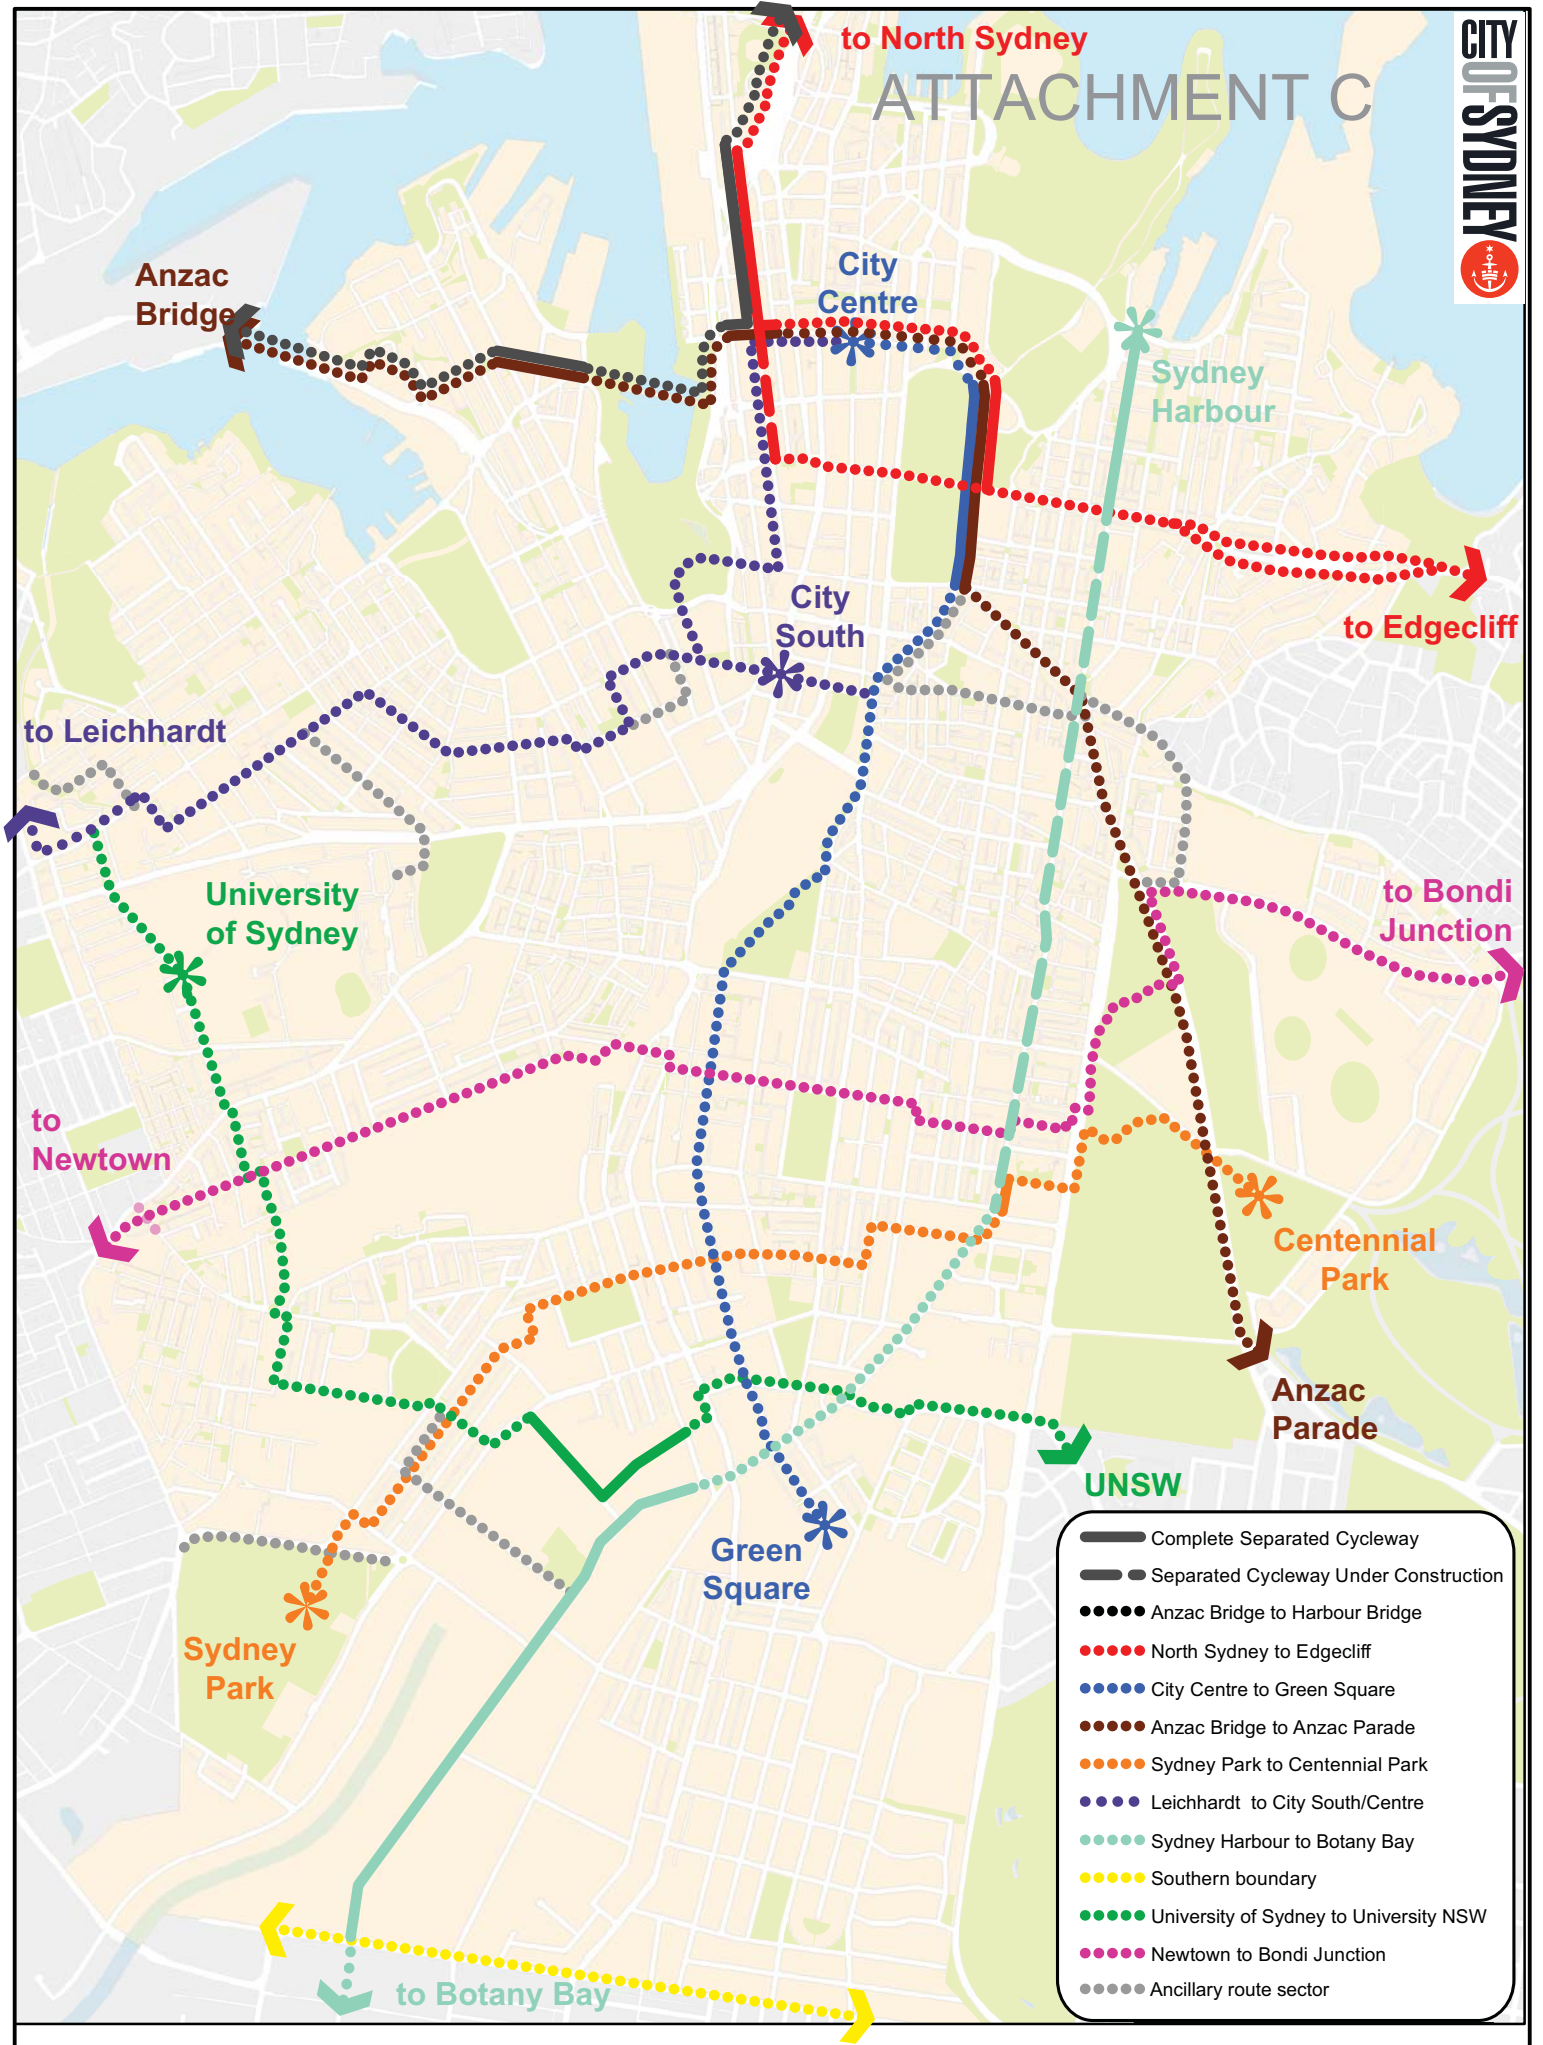 to North Sydney
ATTACHMENT C
CITY
OF
SYDNEY
Anzac
Bridge
City
Centre
Sydney
Harbour
City
South
to Edgecliff
to Leichhardt
University
of Sydney
to Bondi
Junction
to
Newtown
Centennial
Park
Anzac
Parade
UNSW
Green
Square
Sydney
Park
to Botany Bay
Complete Separated Cycleway
Separated Cycleway Under Construction
Anzac Bridge to Harbour Bridge
North Sydney to Edgecliff
City Centre to Green Square
Anzac Bridge to Anzac Parade
Sydney Park to Centennial Park
Leichhardt to City South/Centre
Sydney Harbour to Botany Bay
Southern boundary
University of Sydney to University NSW
Newtown to Bondi Junction
Ancillary route sector